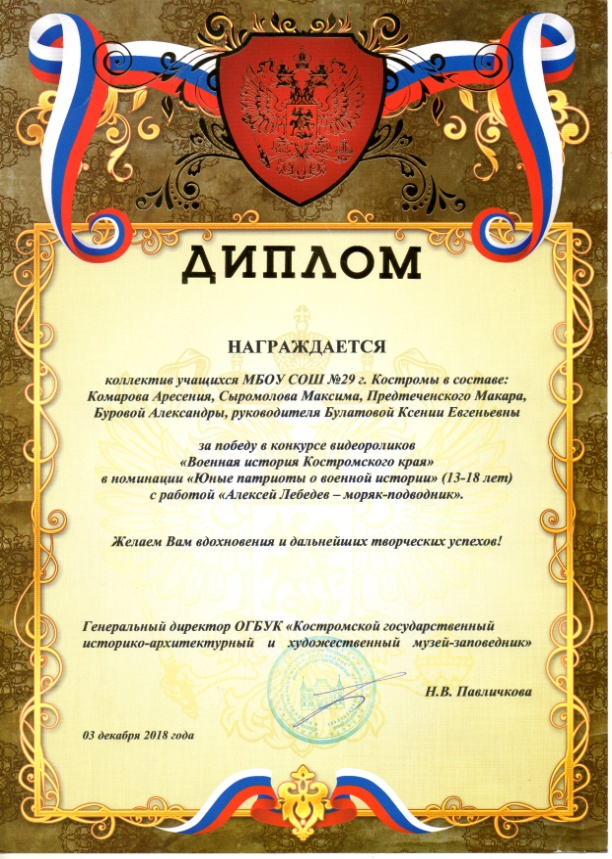 ДИПЛОМ
НАГРАЖДАЕТСЯ
коллектив учащихся МБОУ СОШ №29 г. Костромы в составе:
Комарова Аресения, Сыромолова Максима, Предтеченского Макара,
Буровой Александры, руководителя Булатовой Ксении Евгеньевны
за победу в конкурсе видеороликов
«Военная история Костромского края»
в номинации «Юные патриоты о военной истории» (13-18 лет)
с работой «Алексей Лебедев – моряк-подводник».
Желаем Вам вдохновения и дальнейших творческих успехов!
Генеральный директор ОГБУК «Костромской государственный
историко-архитектурный и художественный музей-заповедник»
Н.В. Павличкова
03 декабря 2018 года